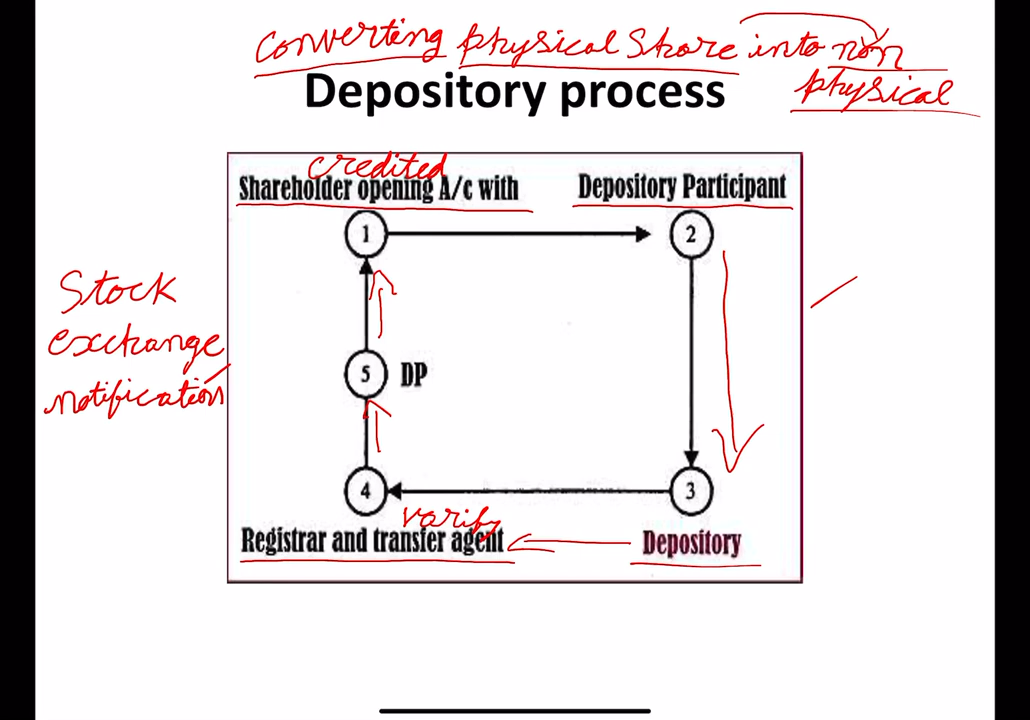 converting physical Share into non
physical
Depository process
credited
Shareholder opening A/c with
Depository Participant
1
2
Stock
exchange
notification
5
DP
4
3
varify
Registrar and transfer agent
Depository